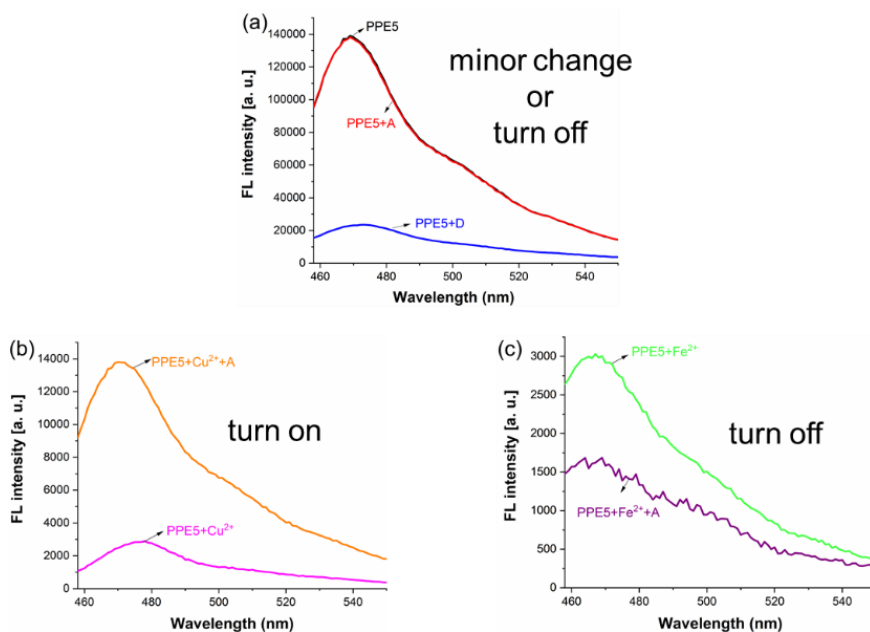 (a)
PPE5
minor change
or
turn off
PPE5+A
PPE5+D
FL intensity [a. u.]
140000
120000
100000
80000
60000
40000
20000
0
460 480 500 520 540
Wavelength (nm)
(b)
PPE5+Cu²⁺+A
turn on
PPE5+Cu²⁺
FL intensity [a. u.]
14000
12000
10000
8000
6000
4000
2000
0
460 480 500 520 540
Wavelength (nm)
(c)
PPE5+Fe²⁺
turn off
PPE5+Fe²⁺+A
FL intensity [a. u.]
3000
2500
2000
1500
1000
500
0
460 480 500 520 540
Wavelength (nm)